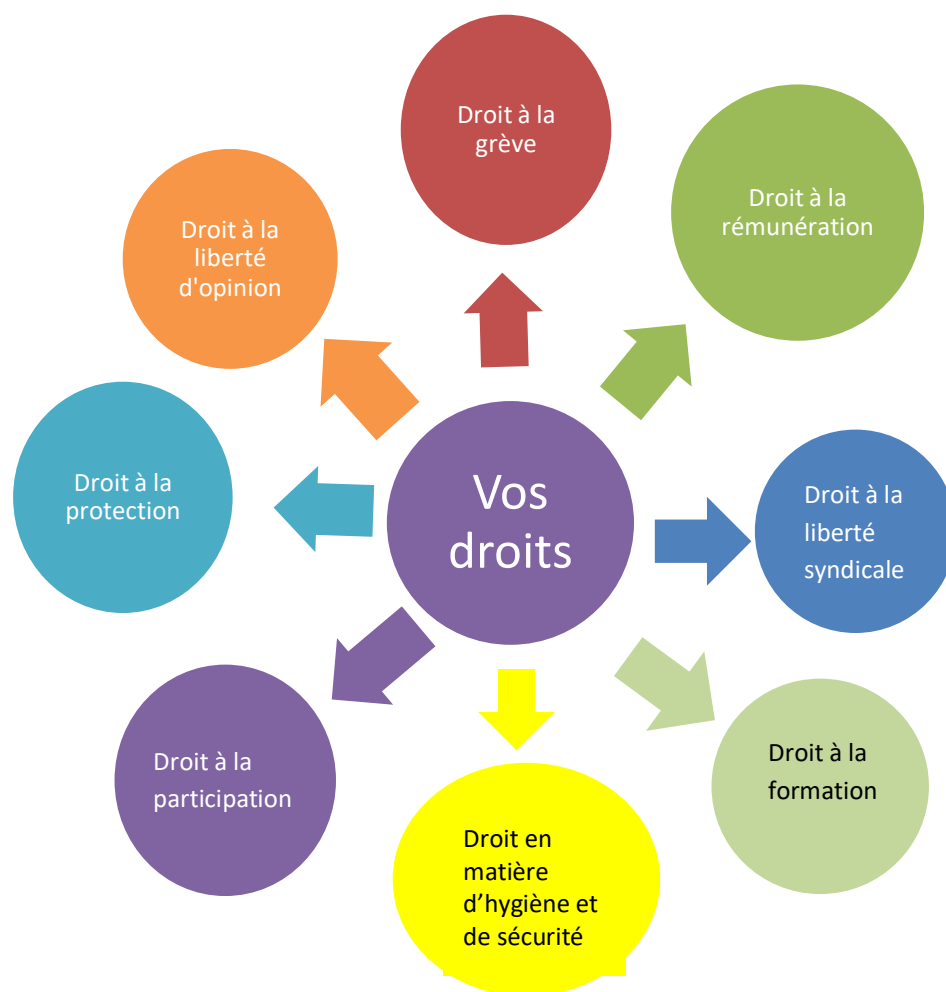 Droit à la
grève
Droit à la
rémunération
Droit à la
liberté
d'opinion
Droit à la
protection
Vos
droits
Droit à la
liberté
syndicale
Droit à la
participation
Droit à la
formation
Droit en
matière
d’hygiène et
de sécurité